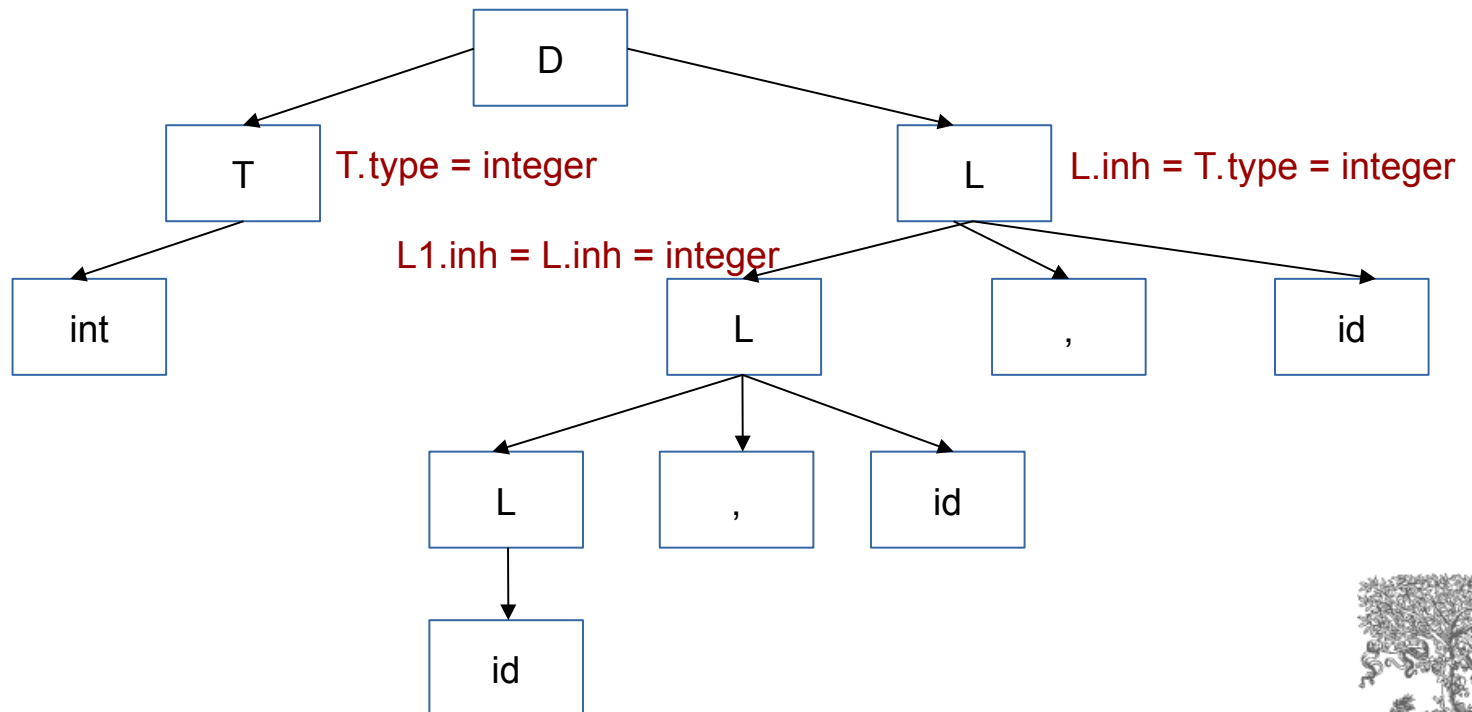 D
T
T.type = integer
L
L.inh = T.type = integer
L1.inh = L.inh = integer
int
L
,
id
L
,
id
id